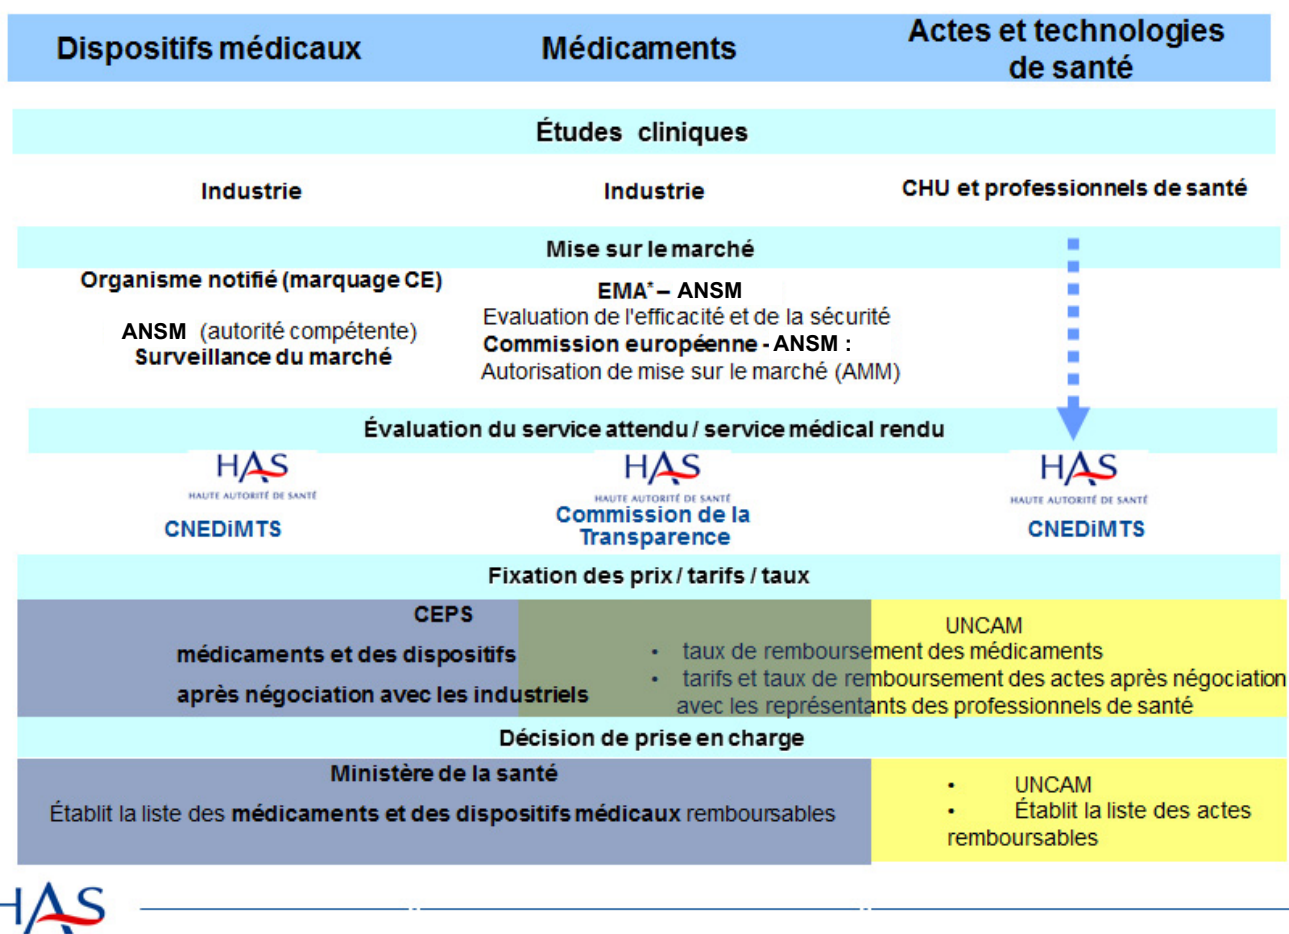 Dispositifs médicaux
Médicaments
Actes et technologies
de santé
Études cliniques
Industrie
Industrie
CHU et professionnels de santé
Mise sur le marché
Organisme notifié (marquage CE)
ANSM (autorité compétente)
Surveillance du marché
EMA* – ANSM
Evaluation de l'efficacité et de la sécurité
Commission européenne - ANSM :
Autorisation de mise sur le marché (AMM)
Évaluation du service attendu / service médical rendu
HAS
HAUTE AUTORITÉ DE SANTÉ
CNEDiMTS
HAS
HAUTE AUTORITÉ DE SANTÉ
Commission de la
Transparence
HAS
HAUTE AUTORITÉ DE SANTÉ
CNEDiMTS
Fixation des prix / tarifs / taux
CEPS
médicaments et des dispositifs
après négociation avec les industriels
UNCAM
• taux de remboursement des médicaments
• tarifs et taux de remboursement des actes après négociation
avec les représentants des professionnels de santé
Décision de prise en charge
Ministère de la santé
Établit la liste des médicaments et des dispositifs médicaux remboursables
• UNCAM
• Établit la liste des actes
remboursables
HAS